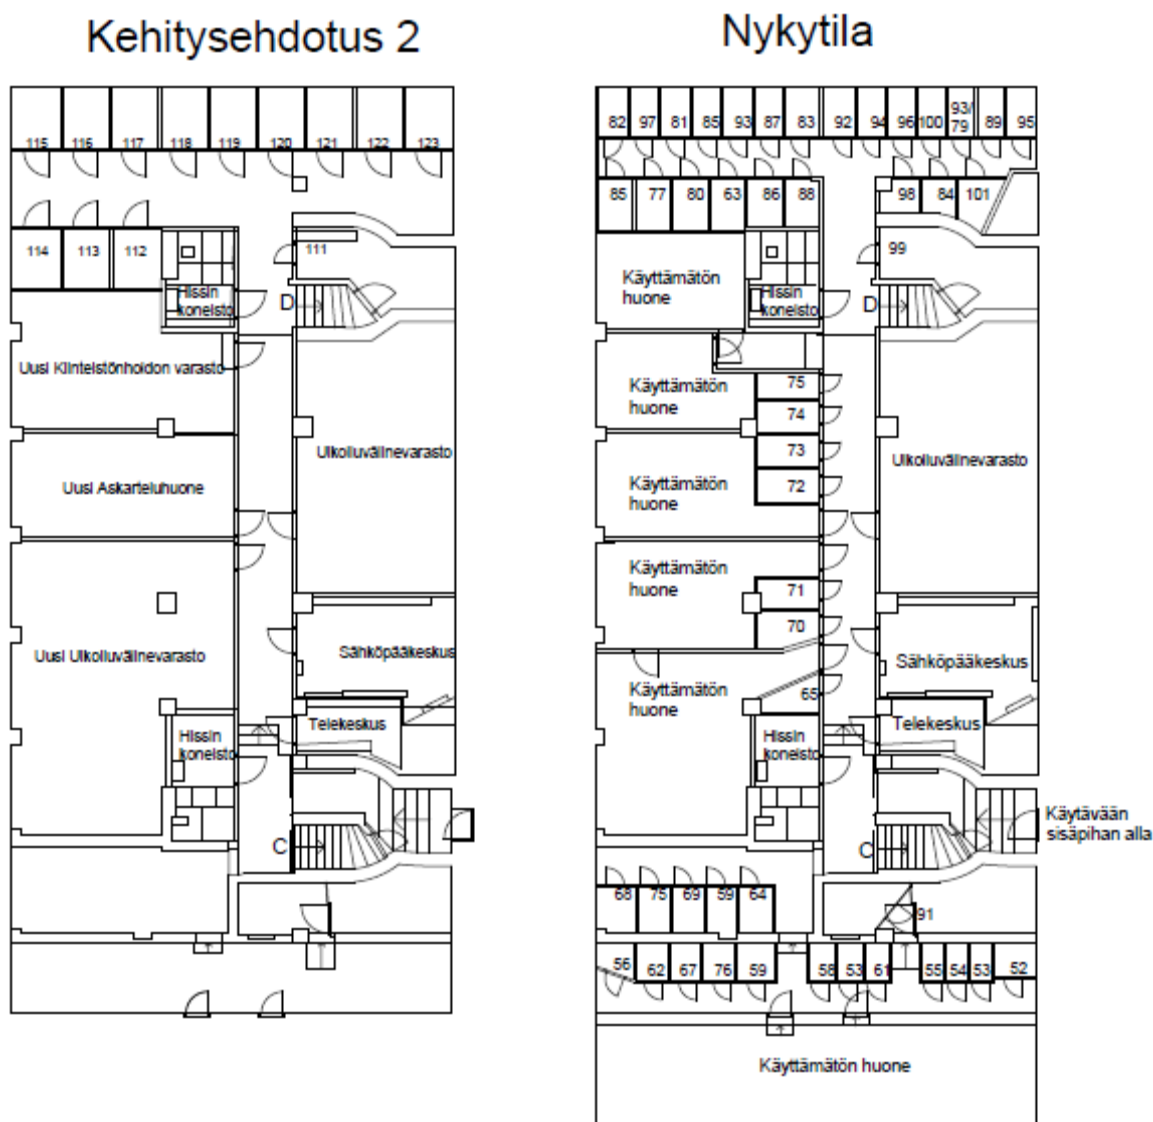 Kehitysehdotus 2
115 116 117 118 119 120 121 122 123
114 113 112
111
Hissin
koneisto
D
Uusi Kiinteistönhoidon varasto
Ulkoiluvälinevarasto
Uusi Askarteluhuone
Uusi Ulkoiluvälinevarasto
Sähköpääkeskus
Telekeskus
Hissin
koneisto
C
Nykytila
82 97 81 85 93 87 83 92 94 96 100 93/
79 89 95
85 77 80 63 86 88 98 84 101
99
Käyttämätön
huone
Hissin
koneisto
D
75
Käyttämätön
huone
74
73
Ulkoiluvälinevarasto
Käyttämätön
huone
72
Käyttämätön
huone
71
70
Sähköpääkeskus
Käyttämätön
huone
65
Telekeskus
Hissin
koneisto
Käytävään
sisäpihan alla
C
68 75 69 59 64
91
56 62 67 76 59 58 53 61 55 54 53 52
Käyttämätön huone